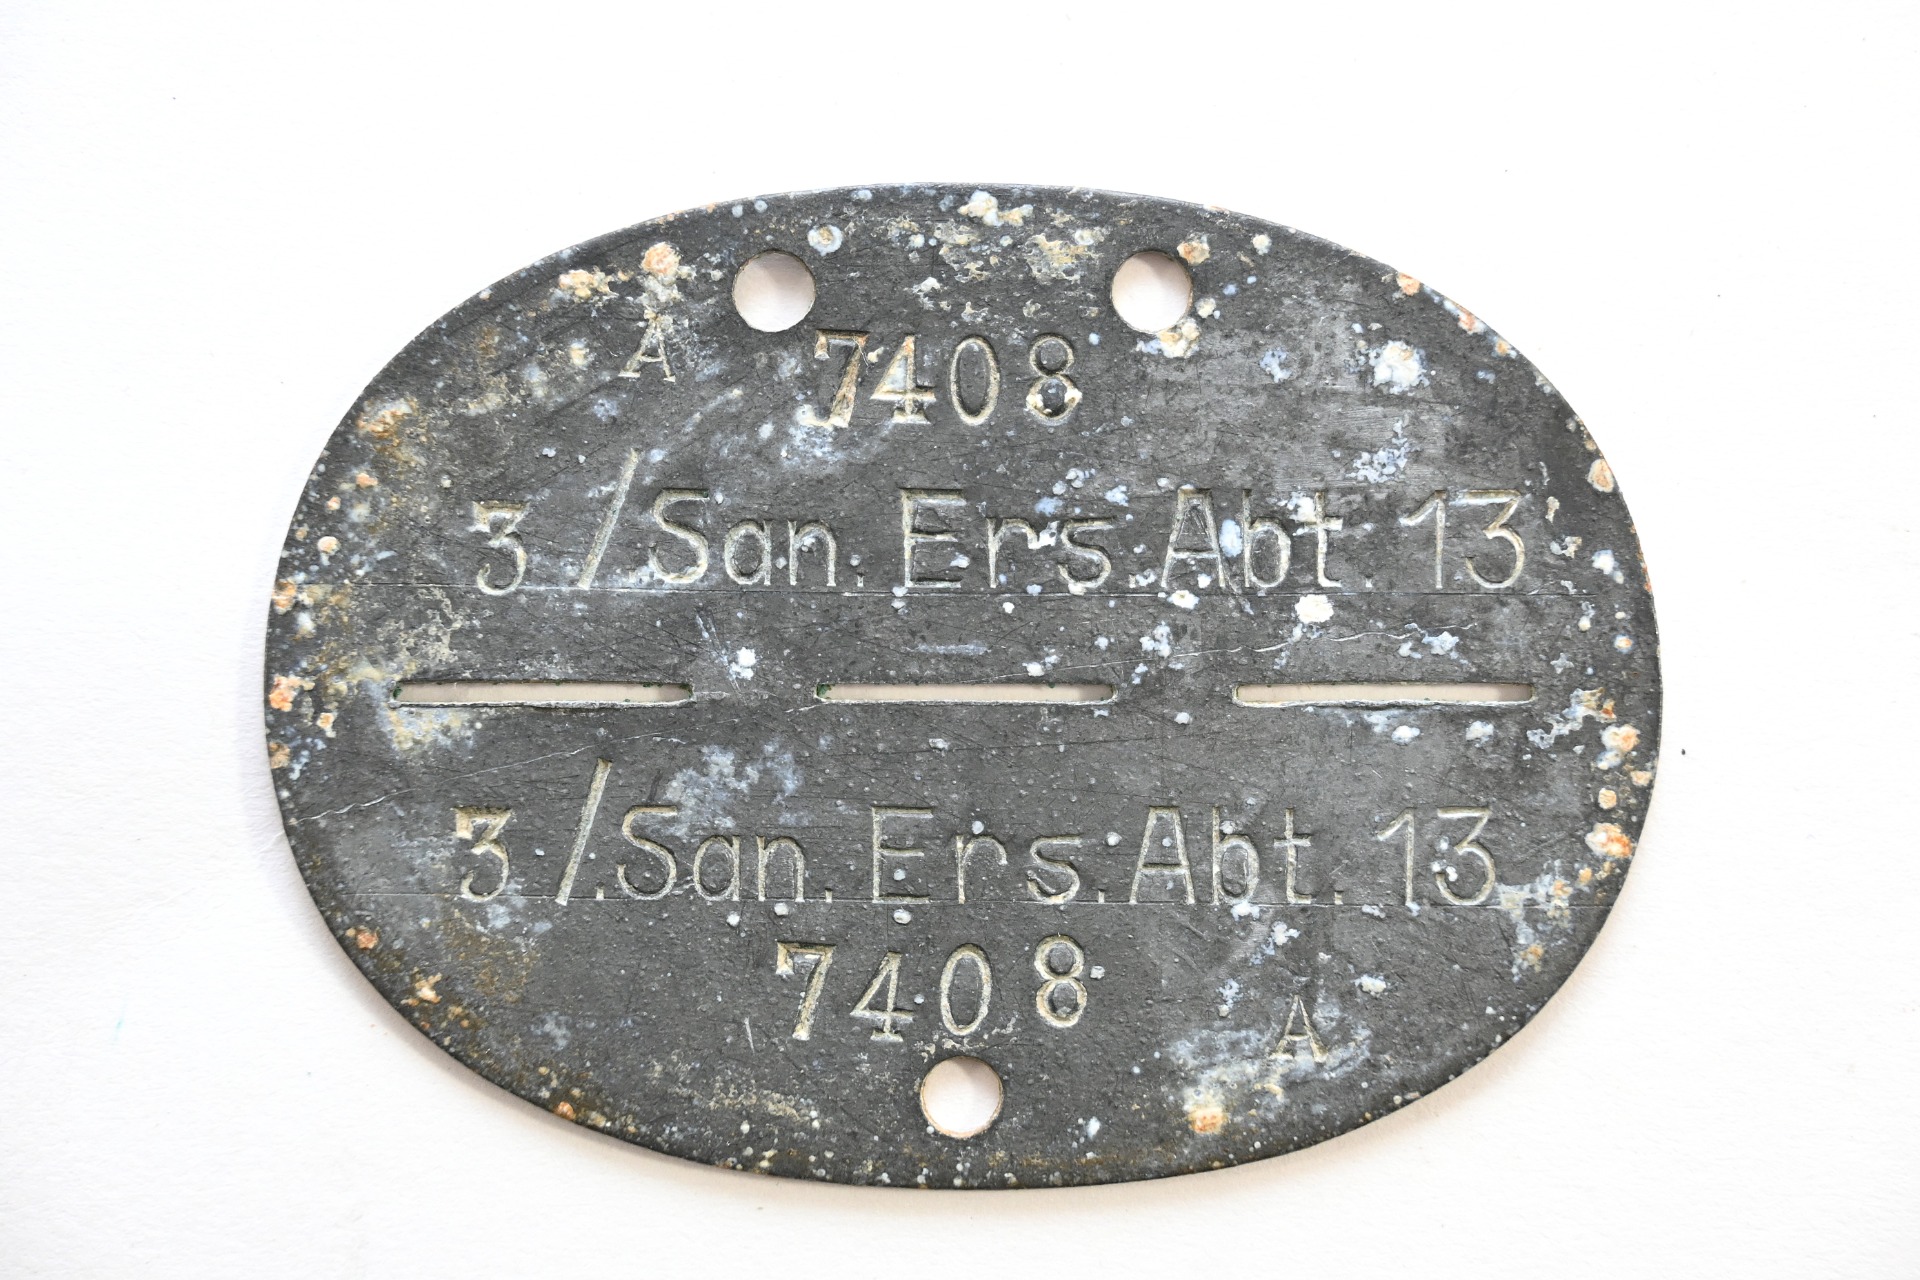 A 7408
3/San. Ers. Abt. 13
3/.San. Ers. Abt. 13
7408 A